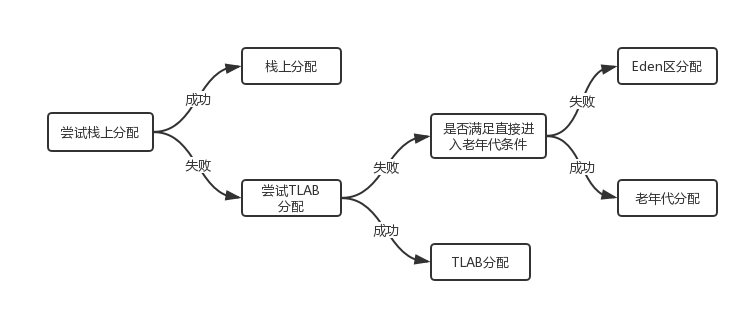 尝试栈上分配
成功
栈上分配
失败
尝试TLAB
分配
失败
是否满足直接进
入老年代条件
失败
Eden区分配
成功
老年代分配
成功
TLAB分配